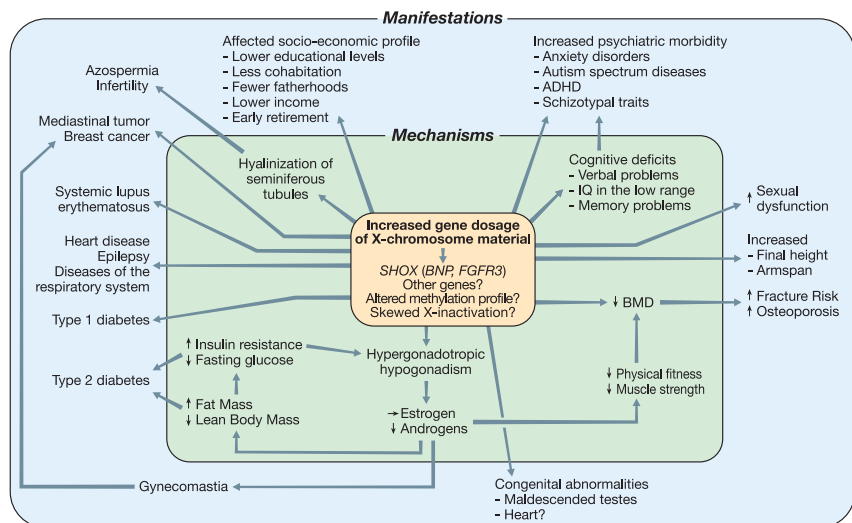 Manifestations
Affected socio-economic profile
- Lower educational levels
- Less cohabitation
- Fewer fatherhoods
- Lower income
- Early retirement
Increased psychiatric morbidity
- Anxiety disorders
- Autism spectrum diseases
- ADHD
- Schizotypal traits
Azospermia
Infertility
Mediastinal tumor
Breast cancer
Mechanisms
Hyalinization of
seminiferous
tubules
Cognitive deficits
- Verbal problems
- IQ in the low range
- Memory problems
Systemic lupus
erythematosus
↑ Sexual
dysfunction
Increased gene dosage
of X-chromosome material
SHOX (BNP, FGFR3)
Other genes?
Altered methylation profile?
Skewed X-inactivation?
Heart disease
Epilepsy
Diseases of the
respiratory system
Increased
- Final height
- Armspan
Type 1 diabetes
↓ BMD
↑ Fracture Risk
↑ Osteoporosis
↑ Insulin resistance
↓ Fasting glucose
Hypergonadotropic
hypogonadism
Type 2 diabetes
↓ Physical fitness
↓ Muscle strength
↑ Fat Mass
↓ Lean Body Mass
→ Estrogen
↓ Androgens
Gynecomastia
Congenital abnormalities
- Maldescended testes
- Heart?